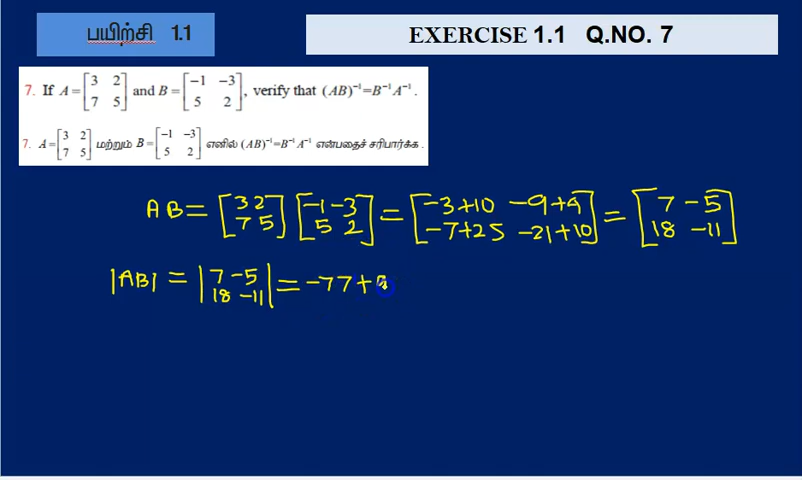 பயிற்சி 1.1
EXERCISE 1.1 Q.NO. 7
7. If A = [3 2; 7 5] and B = [−1 −3; 5 2], verify that (AB)⁻¹ = B⁻¹A⁻¹.
7. A = [3 2; 7 5] மற்றும் B = [−1 −3; 5 2] எனில் (AB)⁻¹ = B⁻¹A⁻¹ என்பதைச் சரிபார்க்க.
AB = [3 2; 7 5] [−1 −3; 5 2] = [−3+10 −9+4; −7+25 −21+10] = [7 −5; 18 −11]
|AB| = |7 −5; 18 −11| = −77+